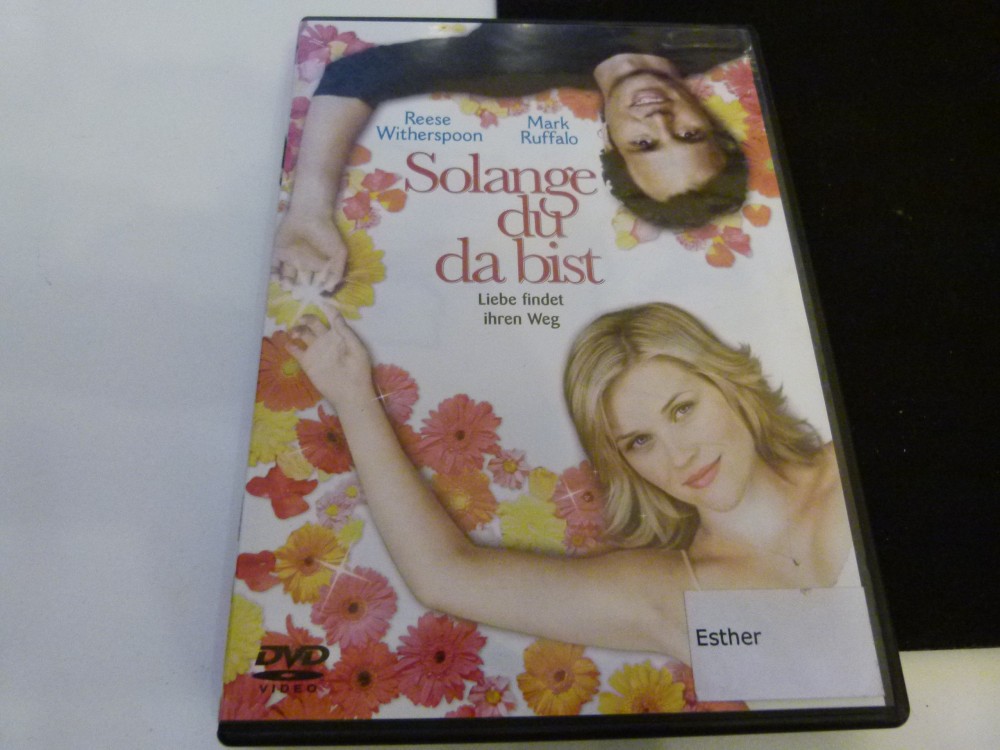 Reese
Witherspoon
Mark
Ruffalo
Solange
du
da bist
Liebe findet
ihren Weg
Esther
DVD
VIDEO